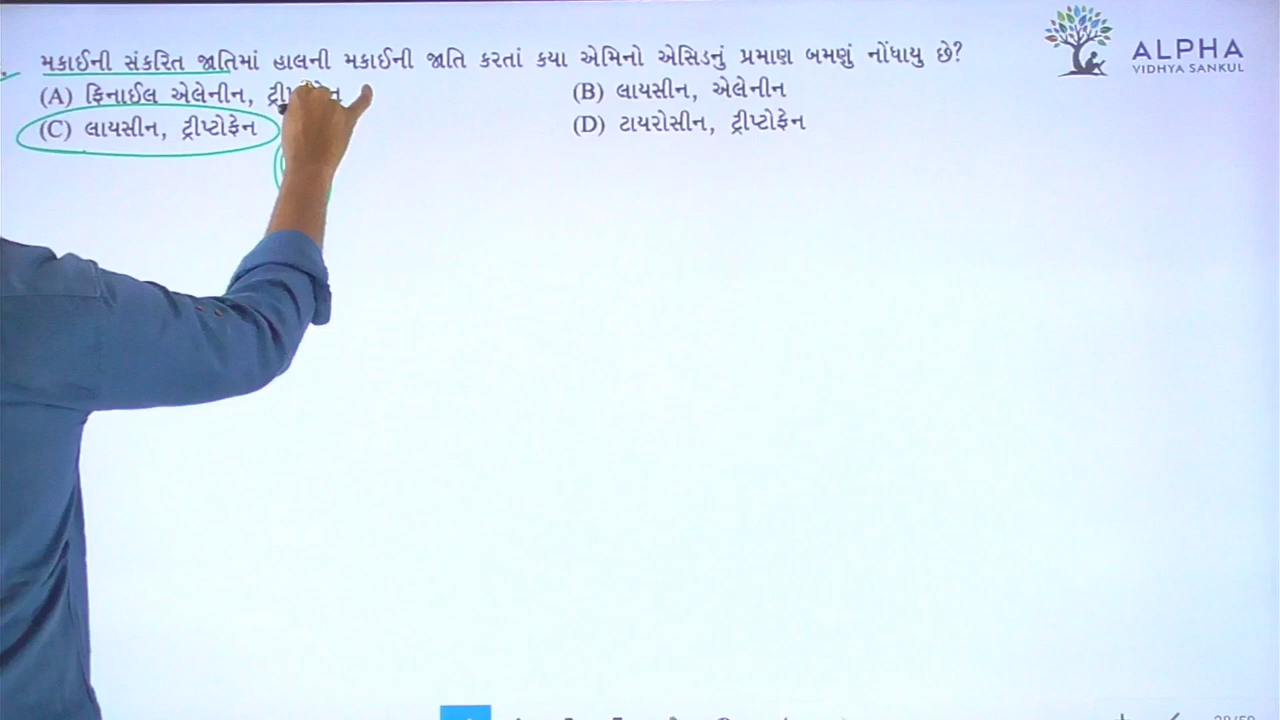 મકાઈની સંકરિત જાતિમાં હાલની મકાઈની જાતિ કરતાં કયા એમિનો એસિડનું પ્રમાણ બમણું નોંધાયુ છે?
(A) ફિનાઈલ એલેનીન,
(B) લાયસીન, એલેનીન
(C) લાયસીન, ટ્રીપ્ટોફેન
(D) ટાયરોસીન, ટ્રીપ્ટોફેન
ALPHA
VIDHYA SANKUL